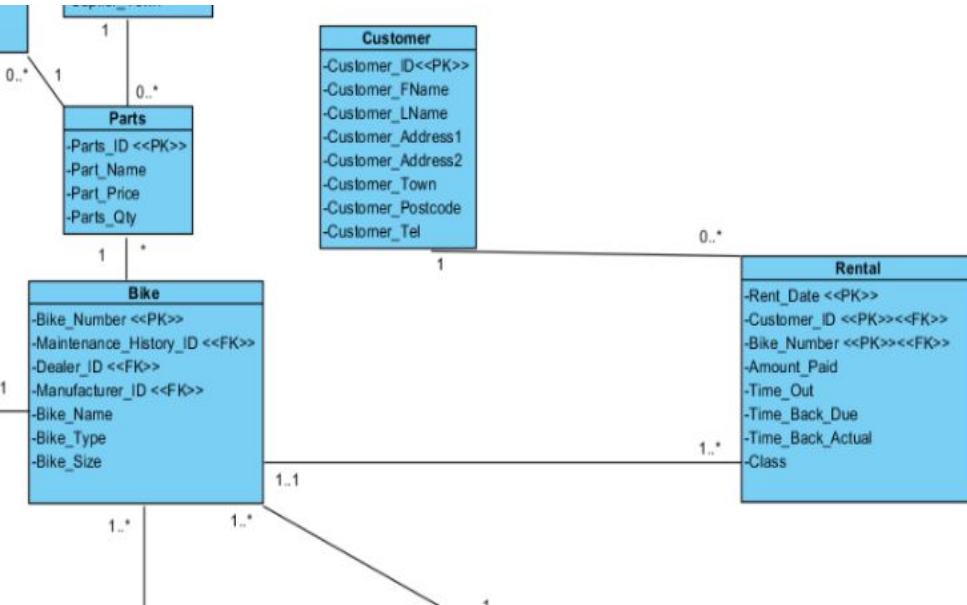 1
0..*
1
0..*
Parts
-Parts_ID <<PK>>
-Part_Name
-Part_Price
-Parts_Qty
1
*
Customer
-Customer_ID<<PK>>
-Customer_FName
-Customer_LName
-Customer_Address1
-Customer_Address2
-Customer_Town
-Customer_Postcode
-Customer_Tel
1
0..*
Rental
-Rent_Date <<PK>>
-Customer_ID <<PK>><<FK>>
-Bike_Number <<PK>><<FK>>
-Amount_Paid
-Time_Out
-Time_Back_Due
-Time_Back_Actual
-Class
1..*
Bike
-Bike_Number <<PK>>
-Maintenance_History_ID <<FK>>
-Dealer_ID <<FK>>
-Manufacturer_ID <<FK>>
-Bike_Name
-Bike_Type
-Bike_Size
1
1..1
1..*
1..*